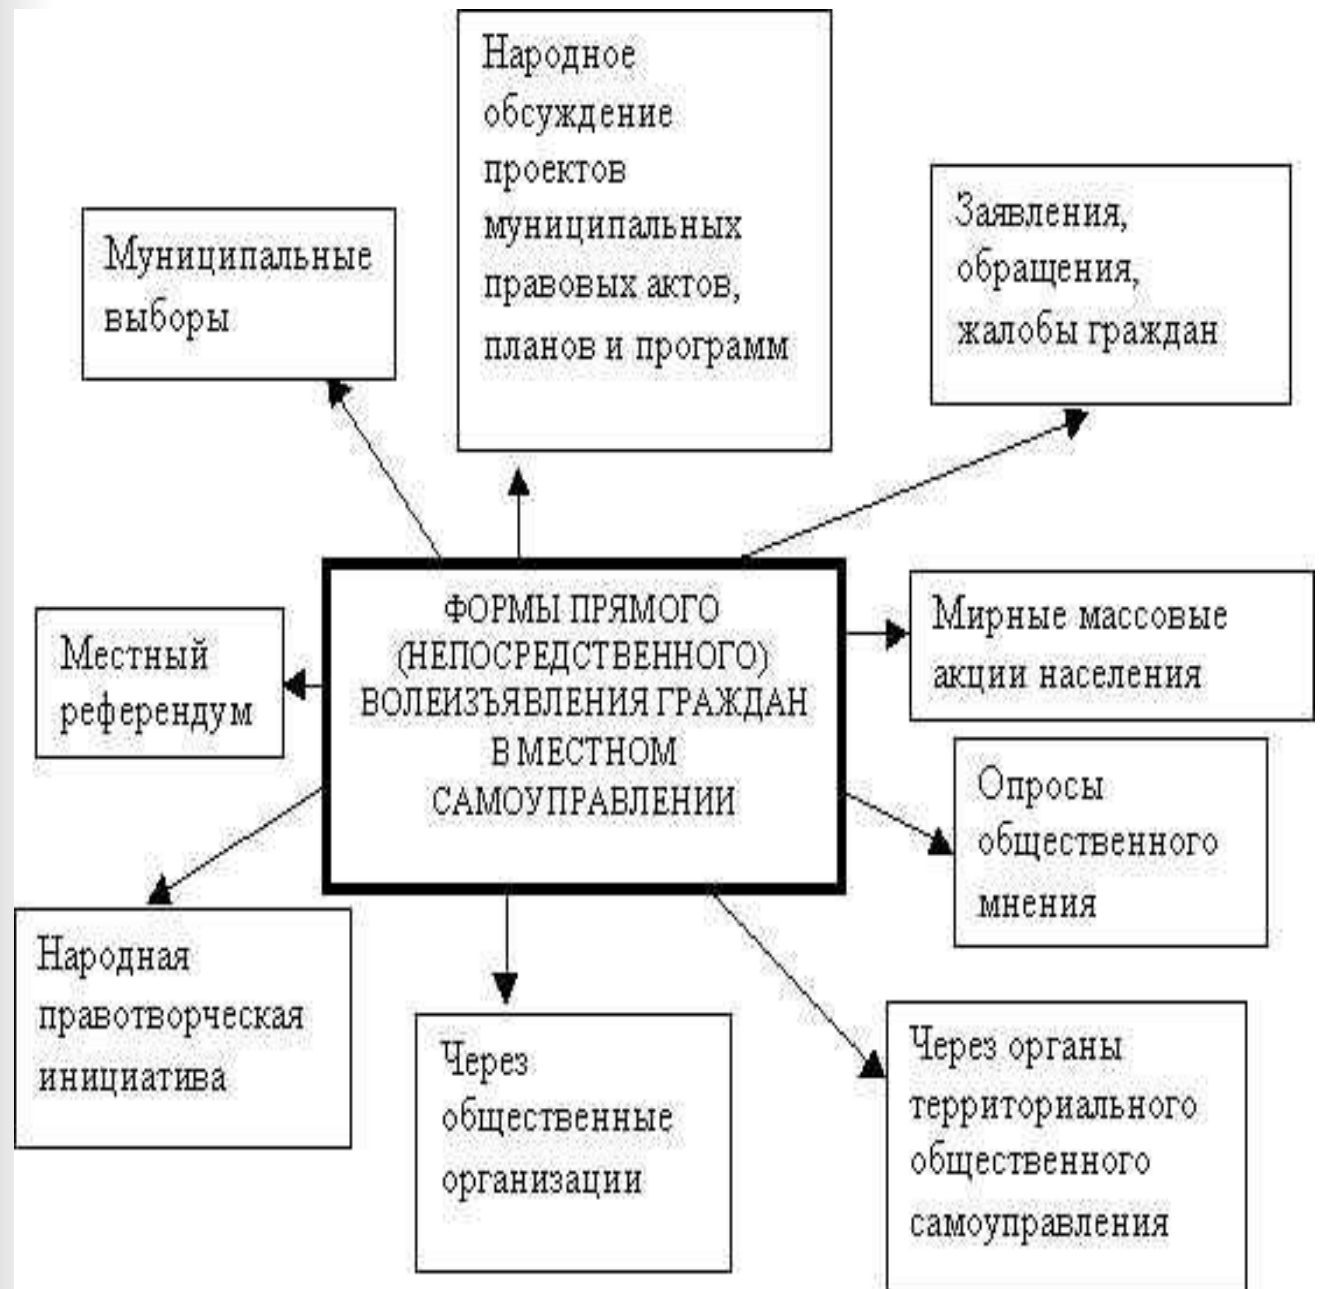 Народное
обсуждение
проектов
муниципальных
правовых актов,
планов и программ
Муниципальные
выборы
Заявления,
обращения,
жалобы граждан
ФОРМЫ ПРЯМОГО
(НЕПОСРЕДСТВЕННОГО)
ВОЛЕИЗЪЯВЛЕНИЯ ГРАЖДАН
В МЕСТНОМ
САМОУПРАВЛЕНИИ
Местный
референдум
Мирные массовые
акции населения
Опросы
общественного
мнения
Народная
правотворческая
инициатива
Через
общественные
организации
Через органы
территориального
общественного
самоуправления